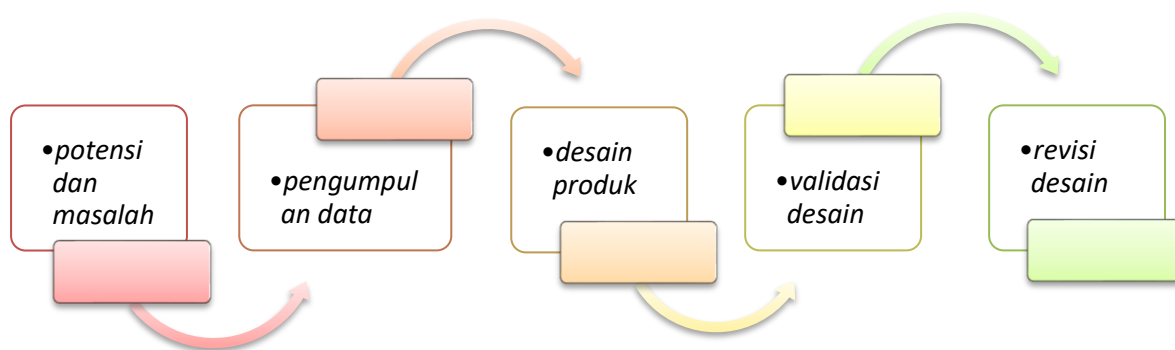 •potensi
dan
masalah
•pengumpul
an data
•desain
produk
•validasi
desain
•revisi
desain